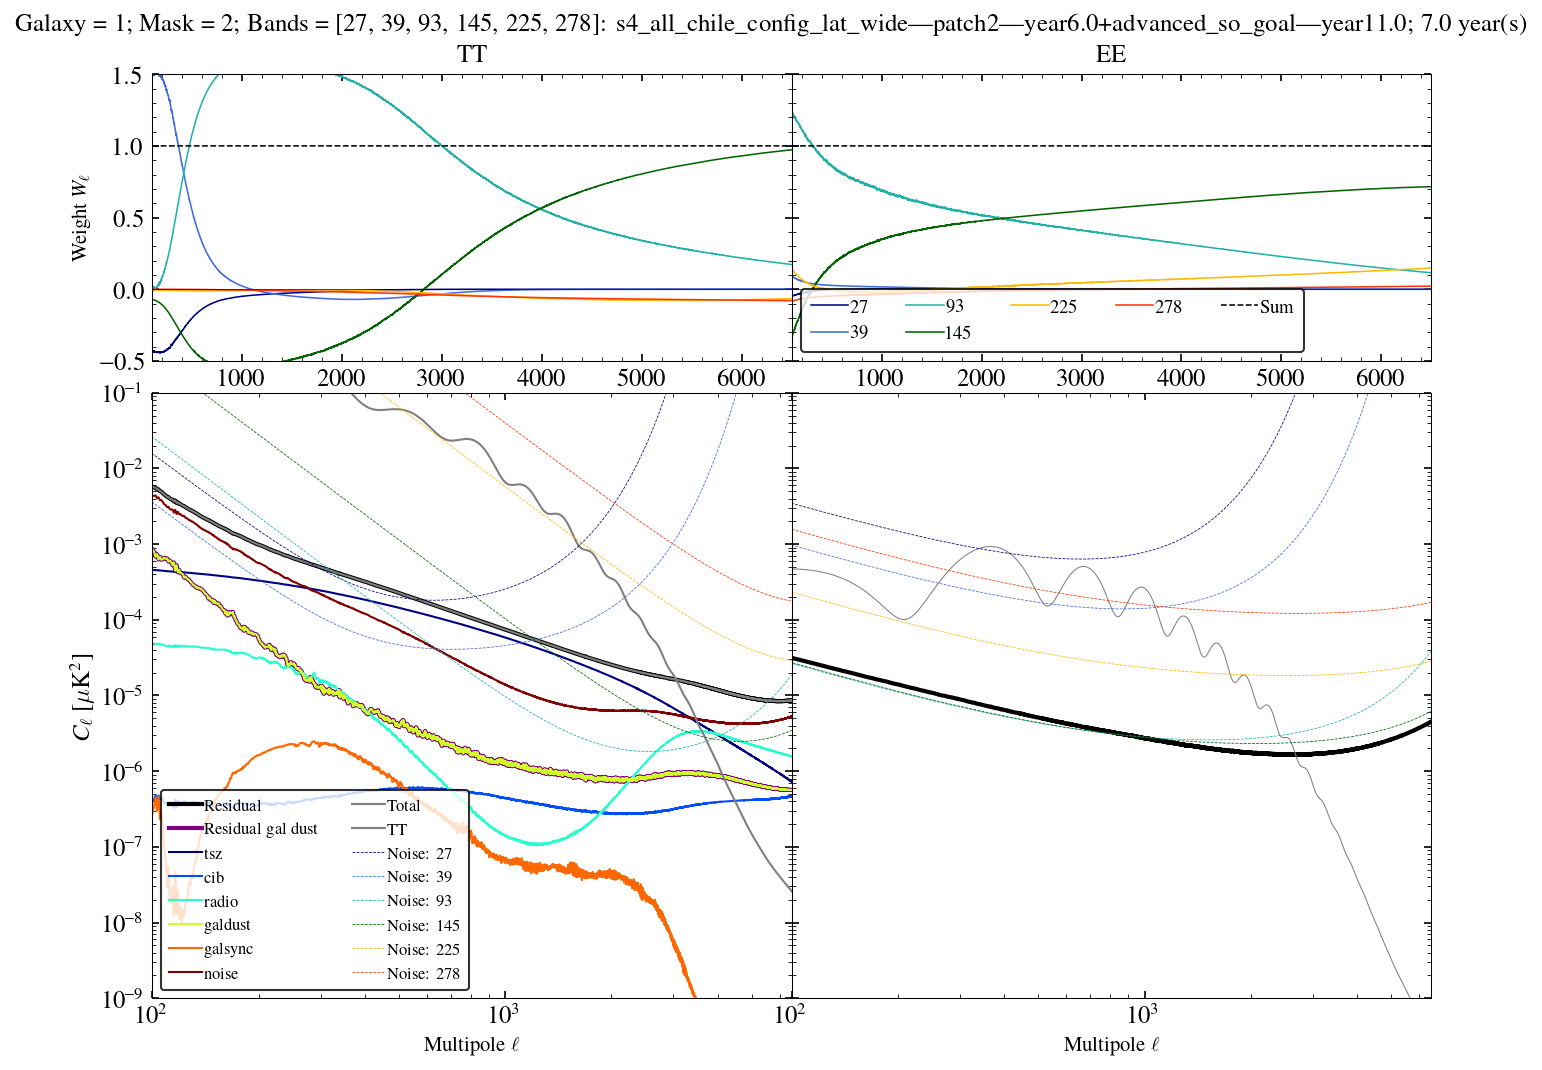 Galaxy = 1; Mask = 2; Bands = [27, 39, 93, 145, 225, 278]: s4_all_chile_config_lat_wide—patch2—year6.0+advanced_so_goal—year11.0; 7.0 year(s)
TT EE
1.5
1.0
0.5
0.0
−0.5
Weight W_ℓ
27 93 225 278 Sum
39 145
1000 2000 3000 4000 5000 6000 1000 2000 3000 4000 5000 6000
10^−1
10^−2
10^−3
10^−4
10^−5
10^−6
10^−7
10^−8
10^−9
C_ℓ [μK^2]
Residual Total
Residual gal dust TT
tsz Noise: 27
cib Noise: 39
radio Noise: 93
galdust Noise: 145
galsync Noise: 225
noise Noise: 278
10^2 10^3 10^2 10^3
Multipole ℓ Multipole ℓ